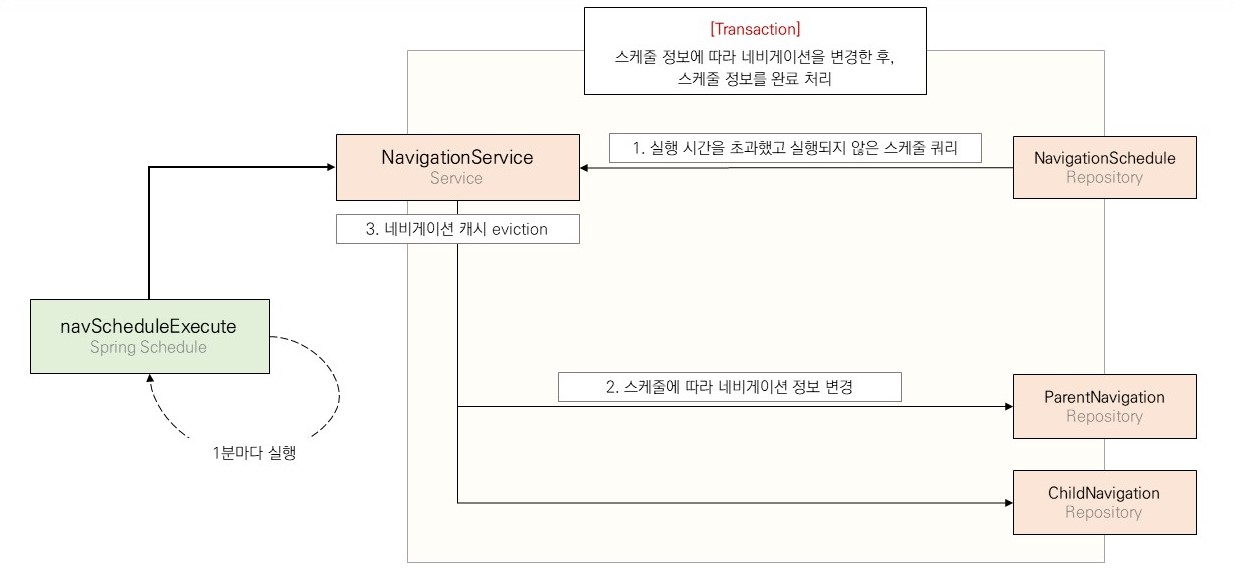 [Transaction]
스케줄 정보에 따라 네비게이션을 변경한 후,
스케줄 정보를 완료 처리
NavigationService
Service
1. 실행 시간을 초과했고 실행되지 않은 스케줄 쿼리
NavigationSchedule
Repository
3. 네비게이션 캐시 eviction
navScheduleExecute
Spring Schedule
1분마다 실행
2. 스케줄에 따라 네비게이션 정보 변경
ParentNavigation
Repository
ChildNavigation
Repository